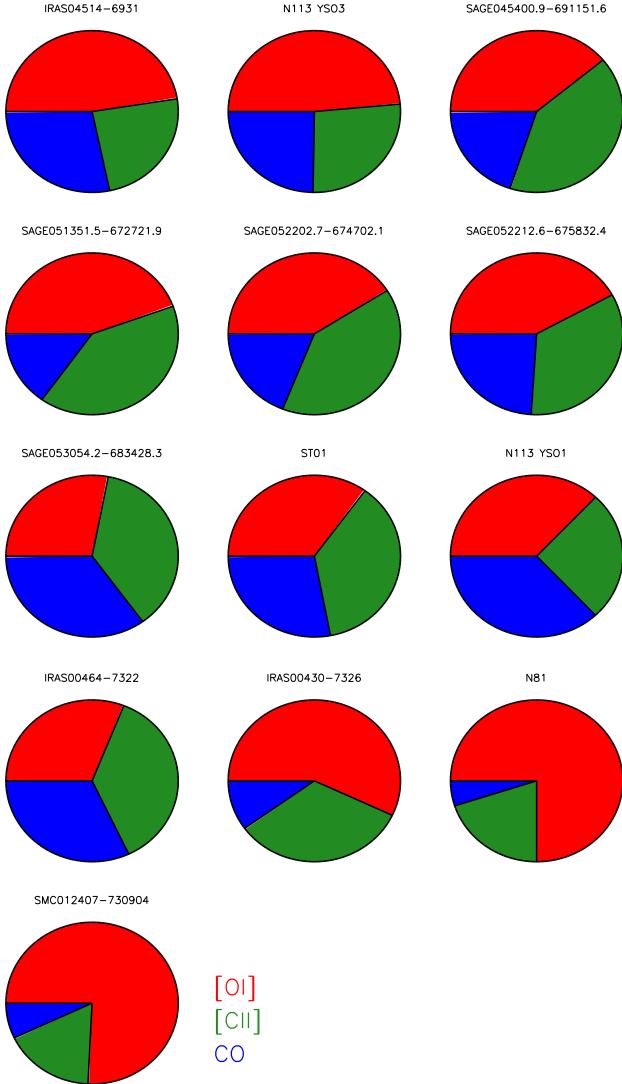 IRAS04514-6931
N113 YSO3
SAGE045400.9-691151.6
SAGE051351.5-672721.9
SAGE052202.7-674702.1
SAGE052212.6-675832.4
SAGE053054.2-683428.3
ST01
N113 YSO1
IRAS00464-7322
IRAS00430-7326
N81
SMC012407-730904
[OI]
[CII]
CO